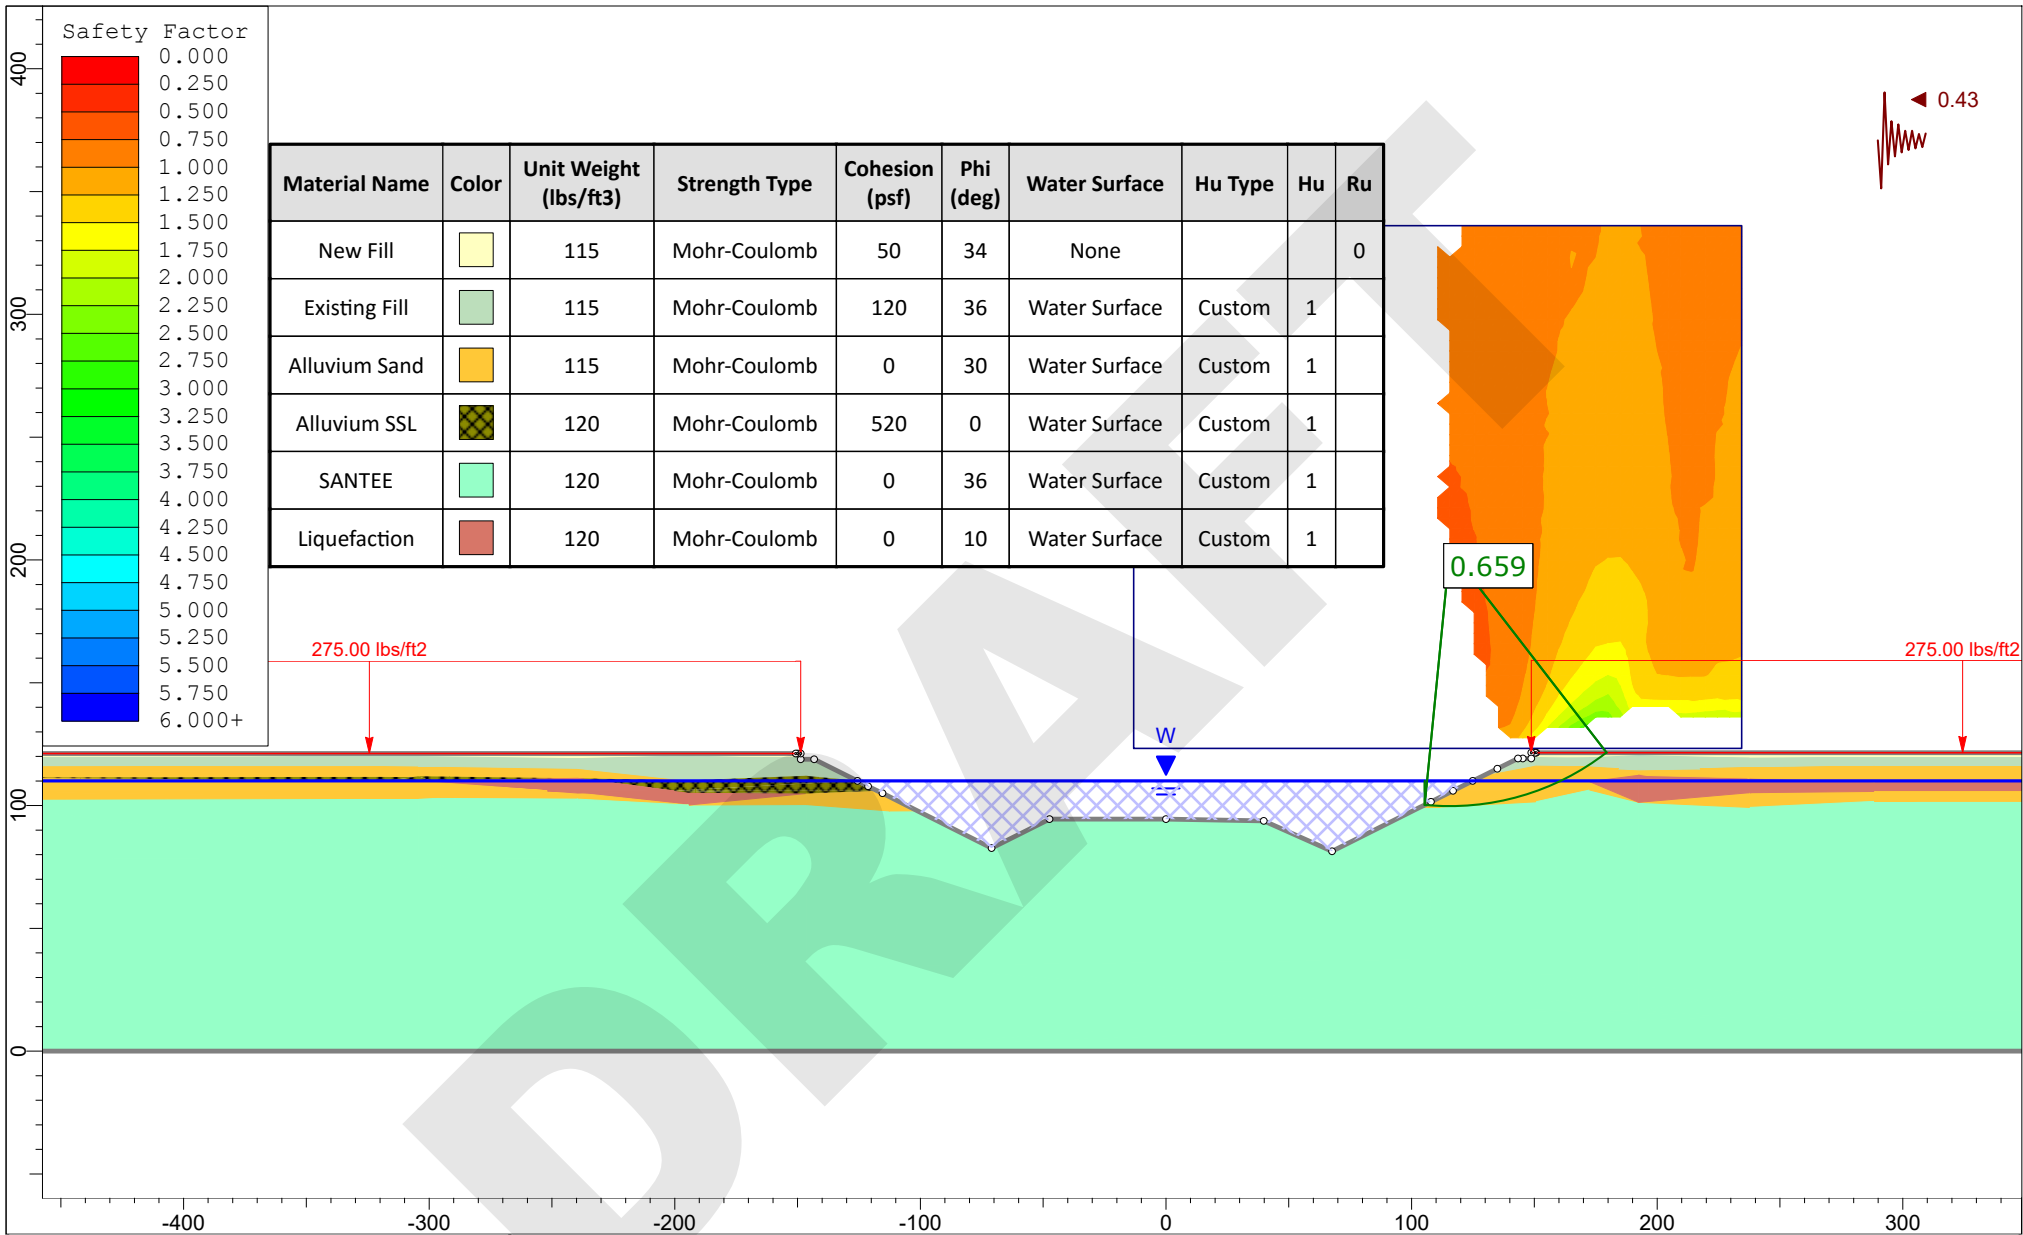 Safety Factor
0.000
0.250
0.500
0.750
1.000
1.250
1.500
1.750
2.000
2.250
2.500
2.750
3.000
3.250
3.500
3.750
4.000
4.250
4.500
4.750
5.000
5.250
5.500
5.750
6.000+
Material Name Color Unit Weight (lbs/ft3) Strength Type Cohesion (psf) Phi (deg) Water Surface Hu Type Hu Ru
New Fill 115 Mohr-Coulomb 50 34 None 0
Existing Fill 115 Mohr-Coulomb 120 36 Water Surface Custom 1
Alluvium Sand 115 Mohr-Coulomb 0 30 Water Surface Custom 1
Alluvium SSL 120 Mohr-Coulomb 520 0 Water Surface Custom 1
SANTEE 120 Mohr-Coulomb 0 36 Water Surface Custom 1
Liquefaction 120 Mohr-Coulomb 0 10 Water Surface Custom 1
0.43
0.659
275.00 lbs/ft2
275.00 lbs/ft2
W
DRAFT
400
300
200
100
0
-400 -300 -200 -100 0 100 200 300